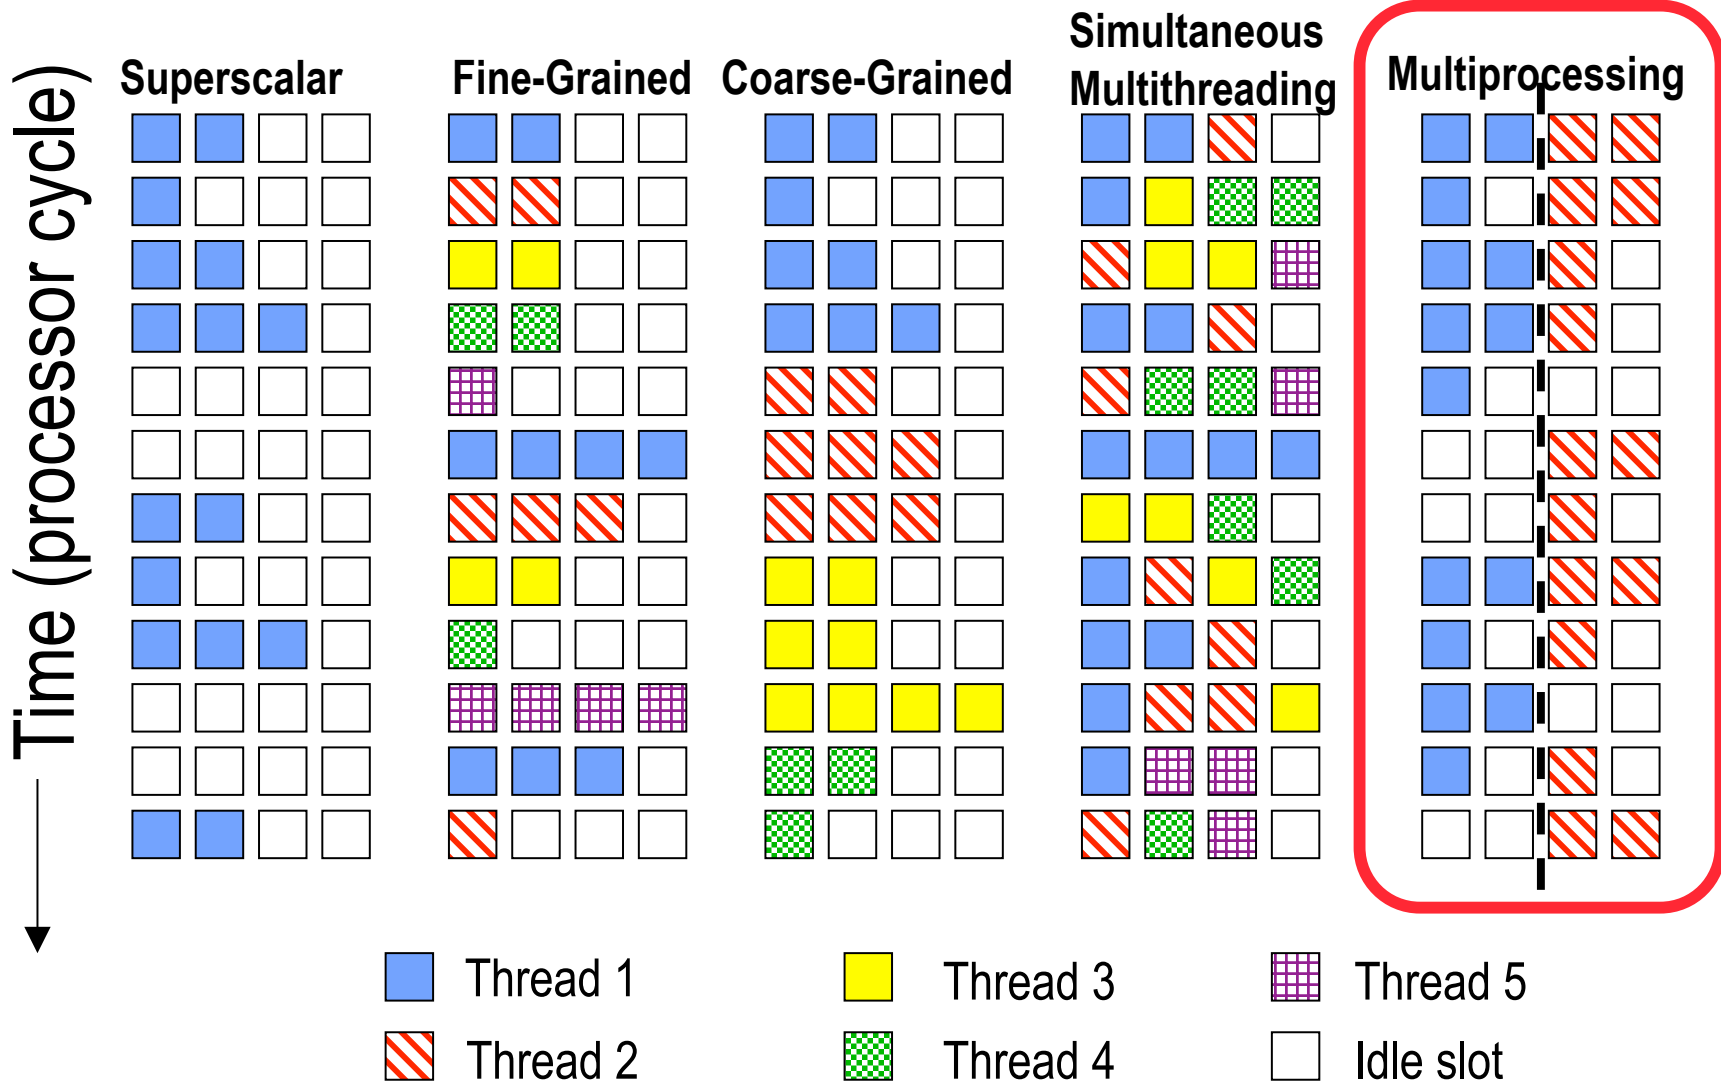 Time (processor cycle)
Superscalar
Fine-Grained
Coarse-Grained
Simultaneous
Multithreading
Multiprocessing
Thread 1
Thread 3
Thread 5
Thread 2
Thread 4
Idle slot